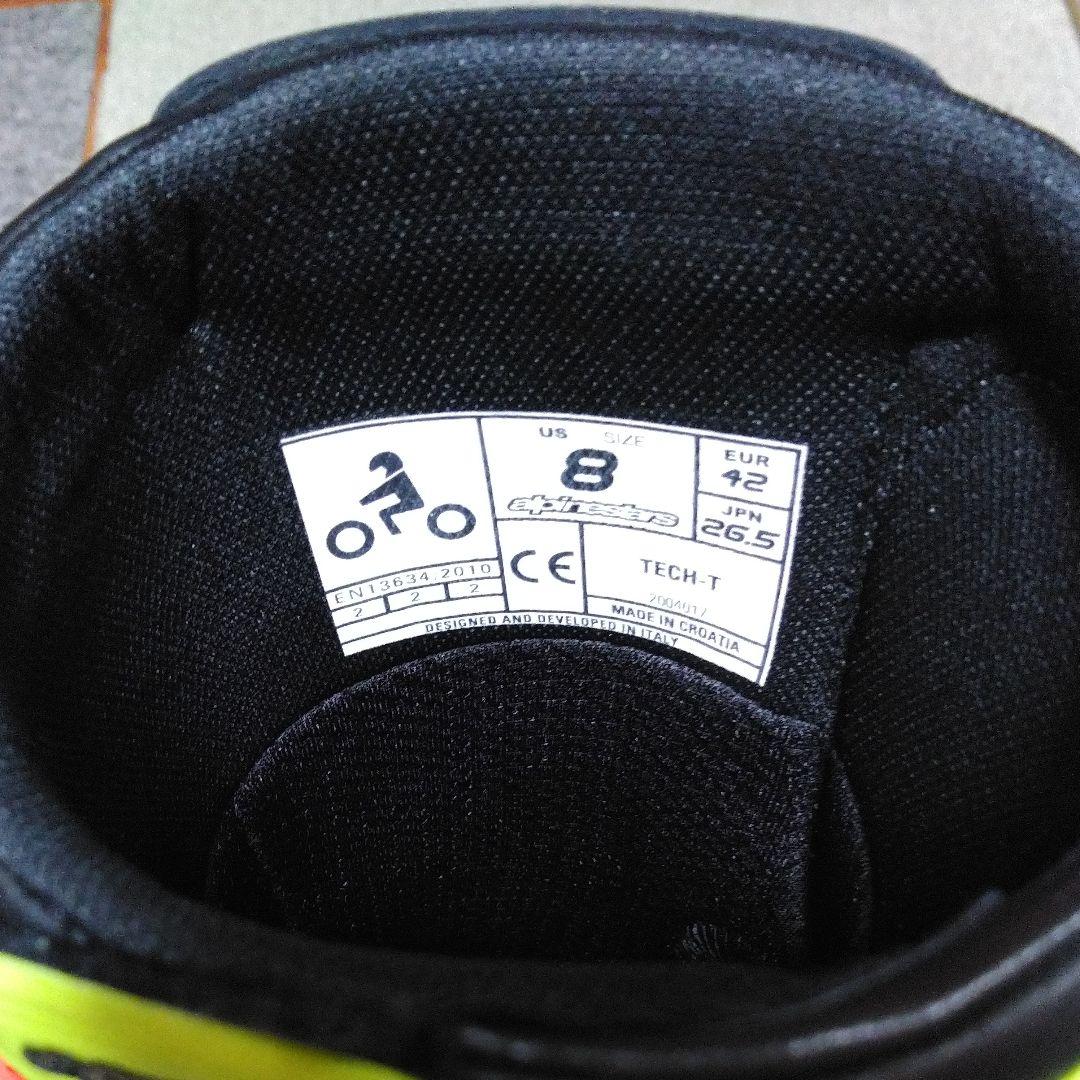 US SIZE
8
alpinestars
EUR
42
JPN
26.5
EN13634.2010
2 2 2
CE
TECH-T
2004017
MADE IN CROATIA
DESIGNED AND DEVELOPED IN ITALY